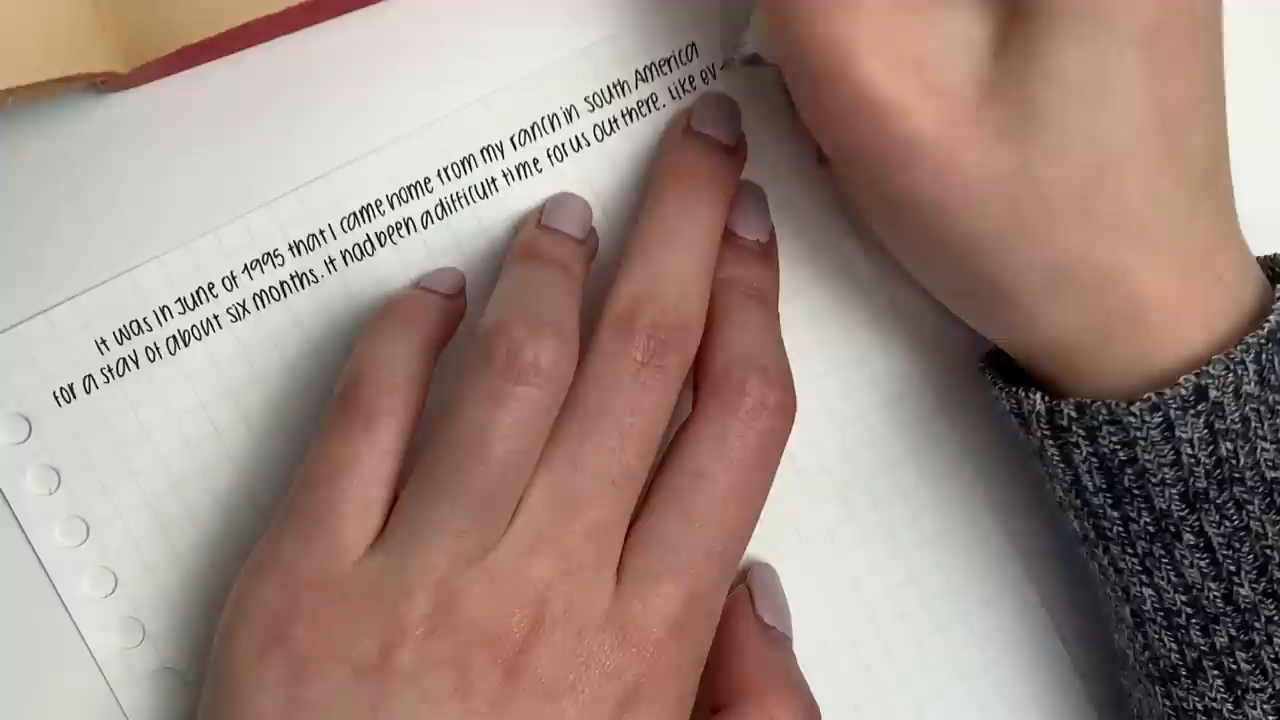 It was in June of 1995 that I came home from my ranch in south America
for a stay of about six months. It had been a difficult time for us out there. Like ev